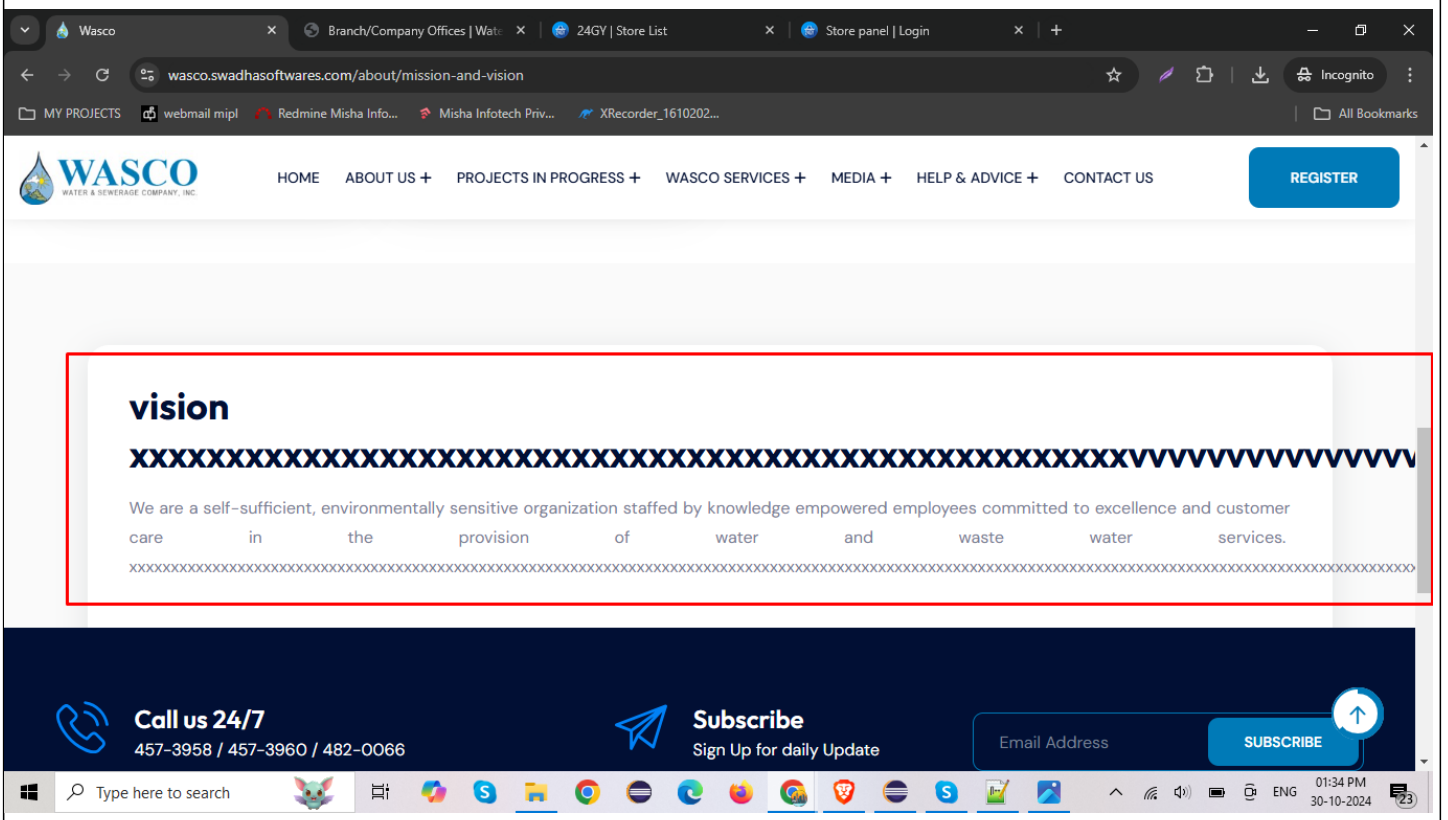 Wasco
Branch/Company Offices | Wate
24GY | Store List
Store panel | Login
wasco.swadhasoftwares.com/about/mission-and-vision
Incognito
MY PROJECTS
webmail mipl
Redmine Misha Info...
Misha Infotech Priv...
XRecorder_1610202...
All Bookmarks
WASCO
WATER & SEWERAGE COMPANY, INC.
HOME ABOUT US + PROJECTS IN PROGRESS + WASCO SERVICES + MEDIA + HELP & ADVICE + CONTACT US
REGISTER
vision
We are a self-sufficient, environmentally sensitive organization staffed by knowledge empowered employees committed to excellence and customer
care in the provision of water and waste water services.
Call us 24/7
457-3958 / 457-3960 / 482-0066
Subscribe
Sign Up for daily Update
Email Address
SUBSCRIBE
Type here to search
ENG
01:34 PM
30-10-2024
23